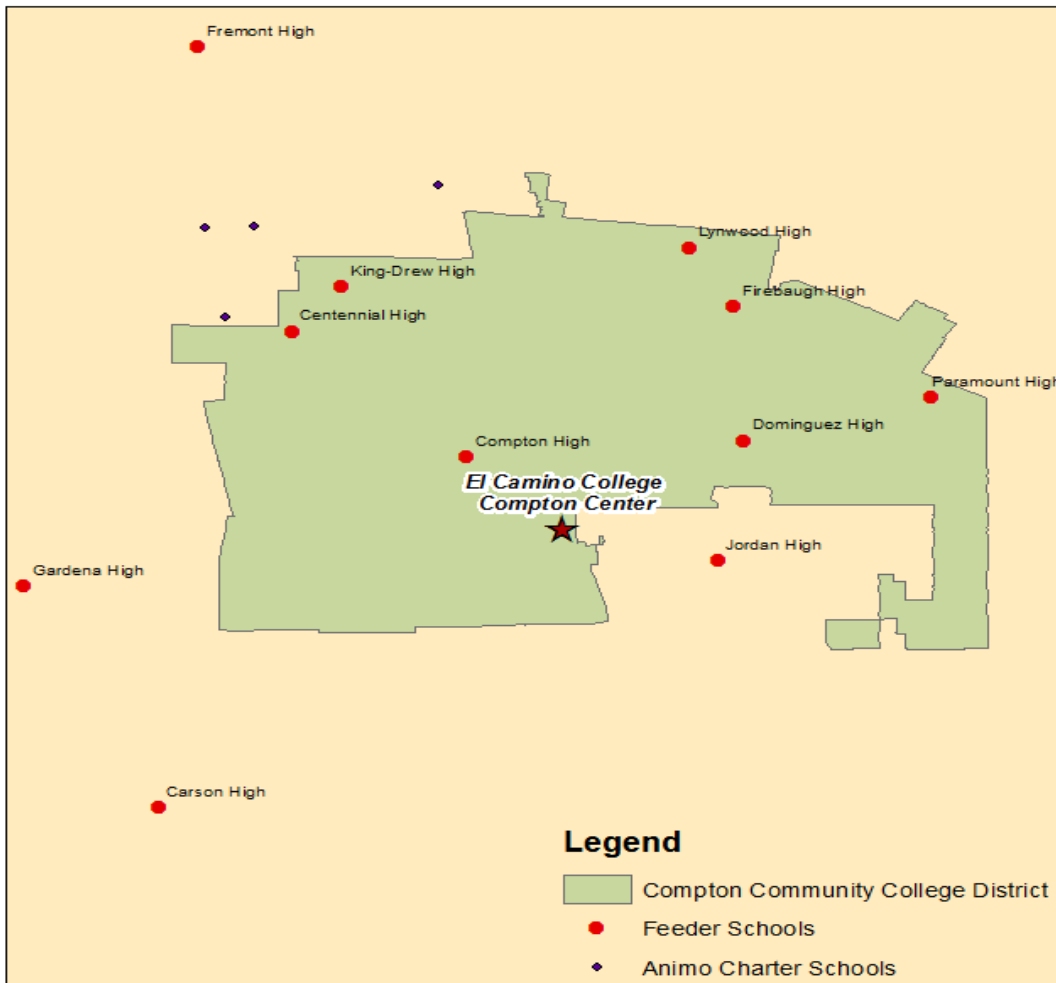 Fremont High
Lynwood High
King-Drew High
Firebaugh High
Centennial High
Paramount High
Dominguez High
Compton High
El Camino College
Compton Center
Jordan High
Gardena High
Carson High
Legend
Compton Community College District
Feeder Schools
Animo Charter Schools